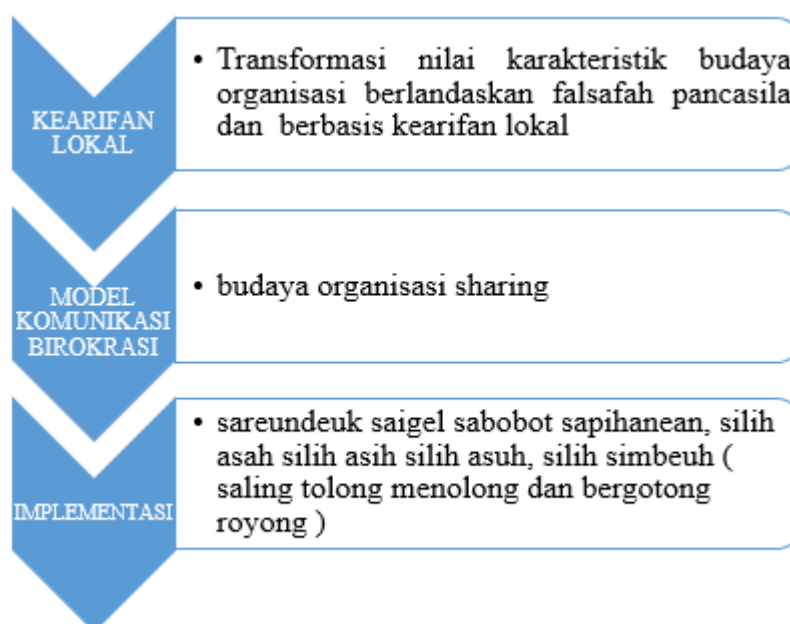 KEARIFAN
LOKAL
• Transformasi nilai karakteristik budaya
organisasi berlandaskan falsafah pancasila
dan berbasis kearifan lokal
MODEL
KOMUNIKASI
BIROKRASI
• budaya organisasi sharing
IMPLEMENTASI
• sareundeuk saigel sabobot sapihanean, silih
asah silih asih silih asuh, silih simbeuh (
saling tolong menolong dan bergotong
royong )